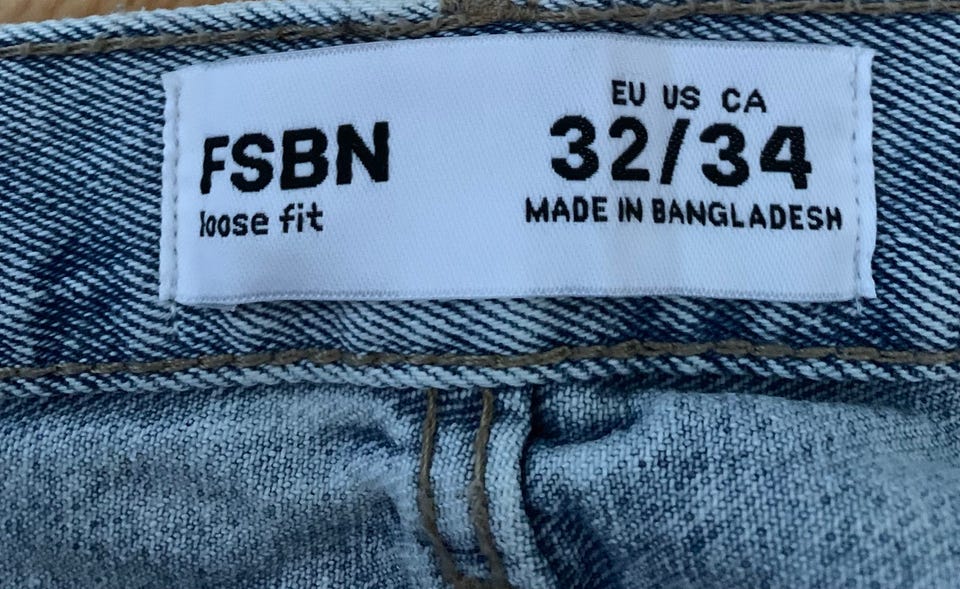 FSBN
loose fit
EU US CA
32/34
MADE IN BANGLADESH